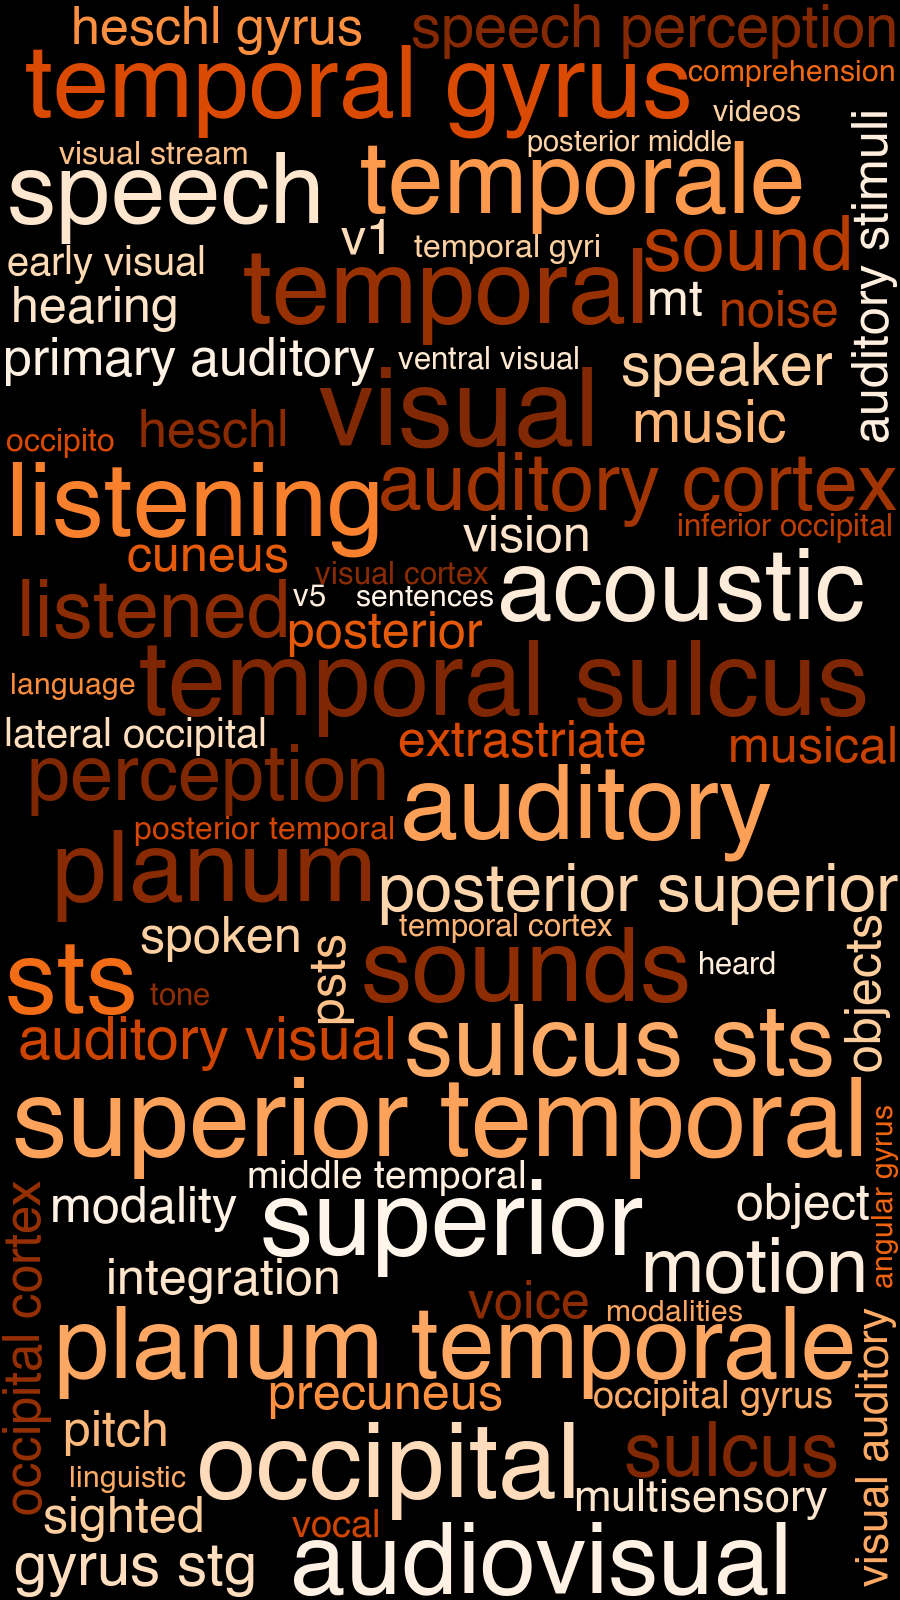 heschl gyrus
speech perception
temporal gyrus
comprehension
videos
auditory stimuli
visual stream
posterior middle
speech
temporale
v1
temporal gyri
sound
early visual
temporal
hearing
mt
noise
primary auditory
ventral visual
speaker
visual
music
occipito
heschl
listening
auditory cortex
vision
inferior occipital
cuneus
visual cortex
acoustic
listened
v5
sentences
posterior
temporal sulcus
language
lateral occipital
extrastriate
musical
perception
auditory
posterior temporal
planum
posterior superior
spoken
temporal cortex
objects
sts
psts
sounds
heard
tone
auditory visual
sulcus sts
superior temporal
angular gyrus
middle temporal
occipital cortex
modality
superior
object
integration
motion
voice
modalities
planum temporale
visual auditory
precuneus
occipital gyrus
pitch
occipital
sulcus
linguistic
multisensory
sighted
vocal
audiovisual
gyrus stg